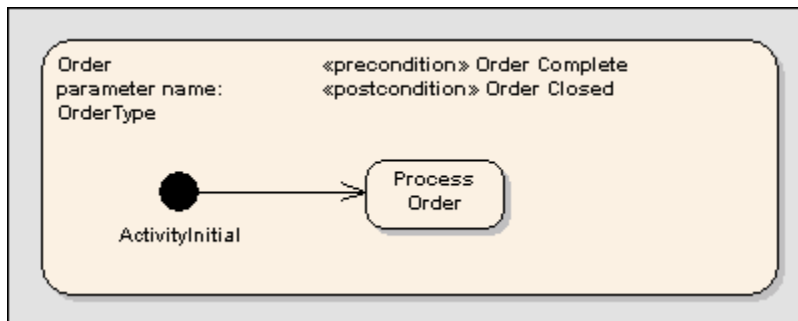 Order
parameter name:
OrderType
«precondition» Order Complete
«postcondition» Order Closed
ActivityInitial
Process
Order